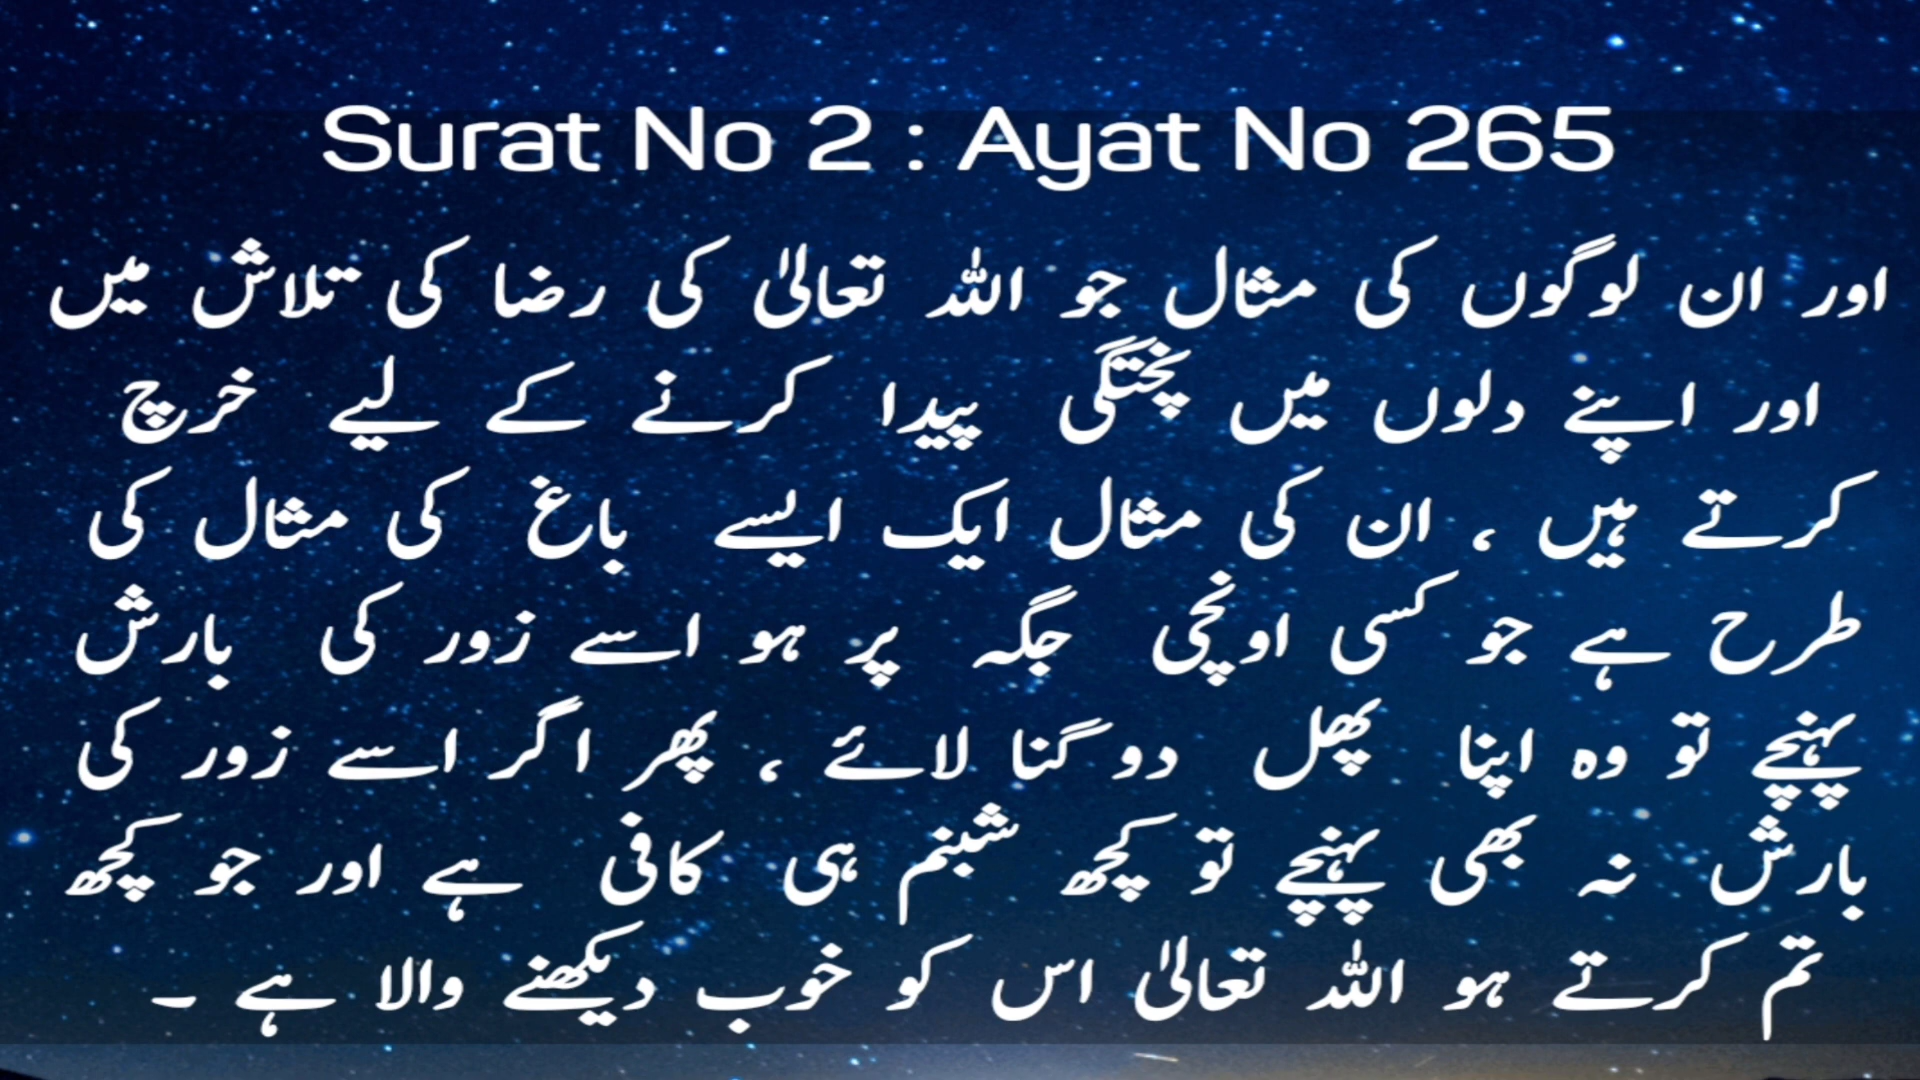 Surat No 2 : Ayat No 265
اور ان لوگوں کی مثال جو اللہ تعالیٰ کی رضا کی تلاش میں
اور اپنے دلوں میں پختگی پیدا کرنے کے لیے خرچ
کرتے ہیں ، ان کی مثال ایک ایسے باغ کی مثال کی
طرح ہے جو کسی اونچی جگہ پر ہو اسے زور کی بارش
پہنچے تو وہ اپنا پھل دو گنا لائے ، پھر اگر اسے زور کی
بارش نہ بھی پہنچے تو کچھ شبنم ہی کافی ہے اور جو کچھ
تم کرتے ہو اللہ تعالیٰ اس کو خوب دیکھنے والا ہے ۔